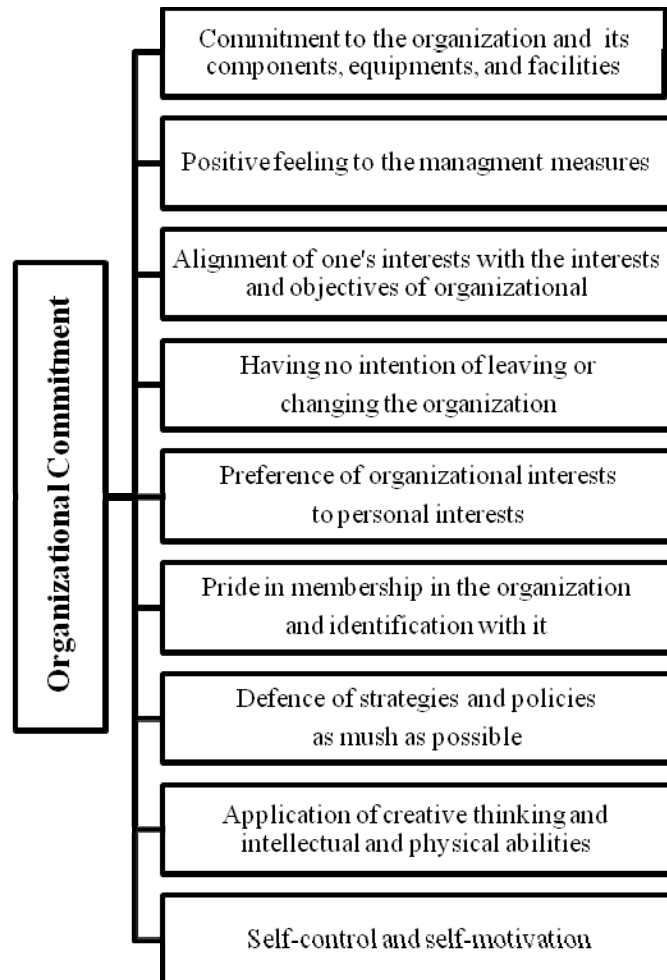 Organizational Commitment
Commitment to the organization and its
components, equipments, and facilities
Positive feeling to the managment measures
Alignment of one's interests with the interests
and objectives of organizational
Having no intention of leaving or
changing the organization
Preference of organizational interests
to personal interests
Pride in membership in the organization
and identification with it
Defence of strategies and policies
as mush as possible
Application of creative thinking and
intellectual and physical abilities
Self-control and self-motivation